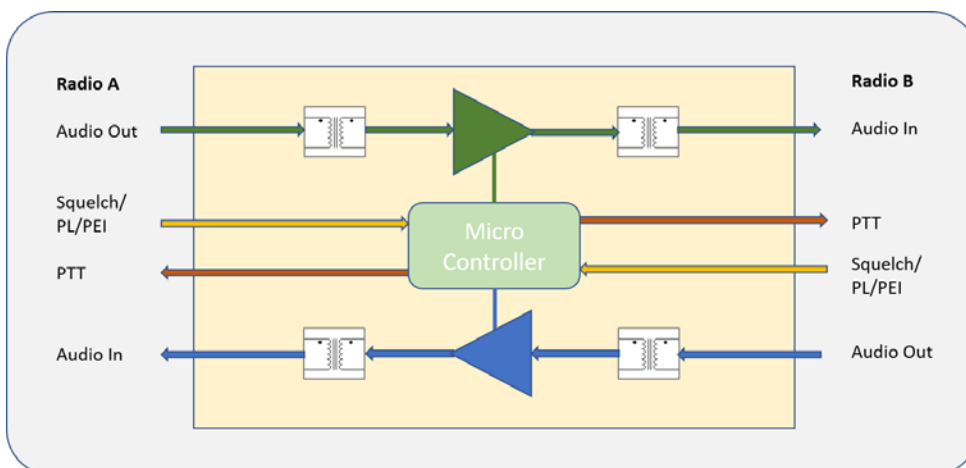 Radio A
Radio B
Audio Out
Audio In
Squelch/
PL/PEI
Micro
Controller
PTT
PTT
Squelch/
PL/PEI
Audio In
Audio Out